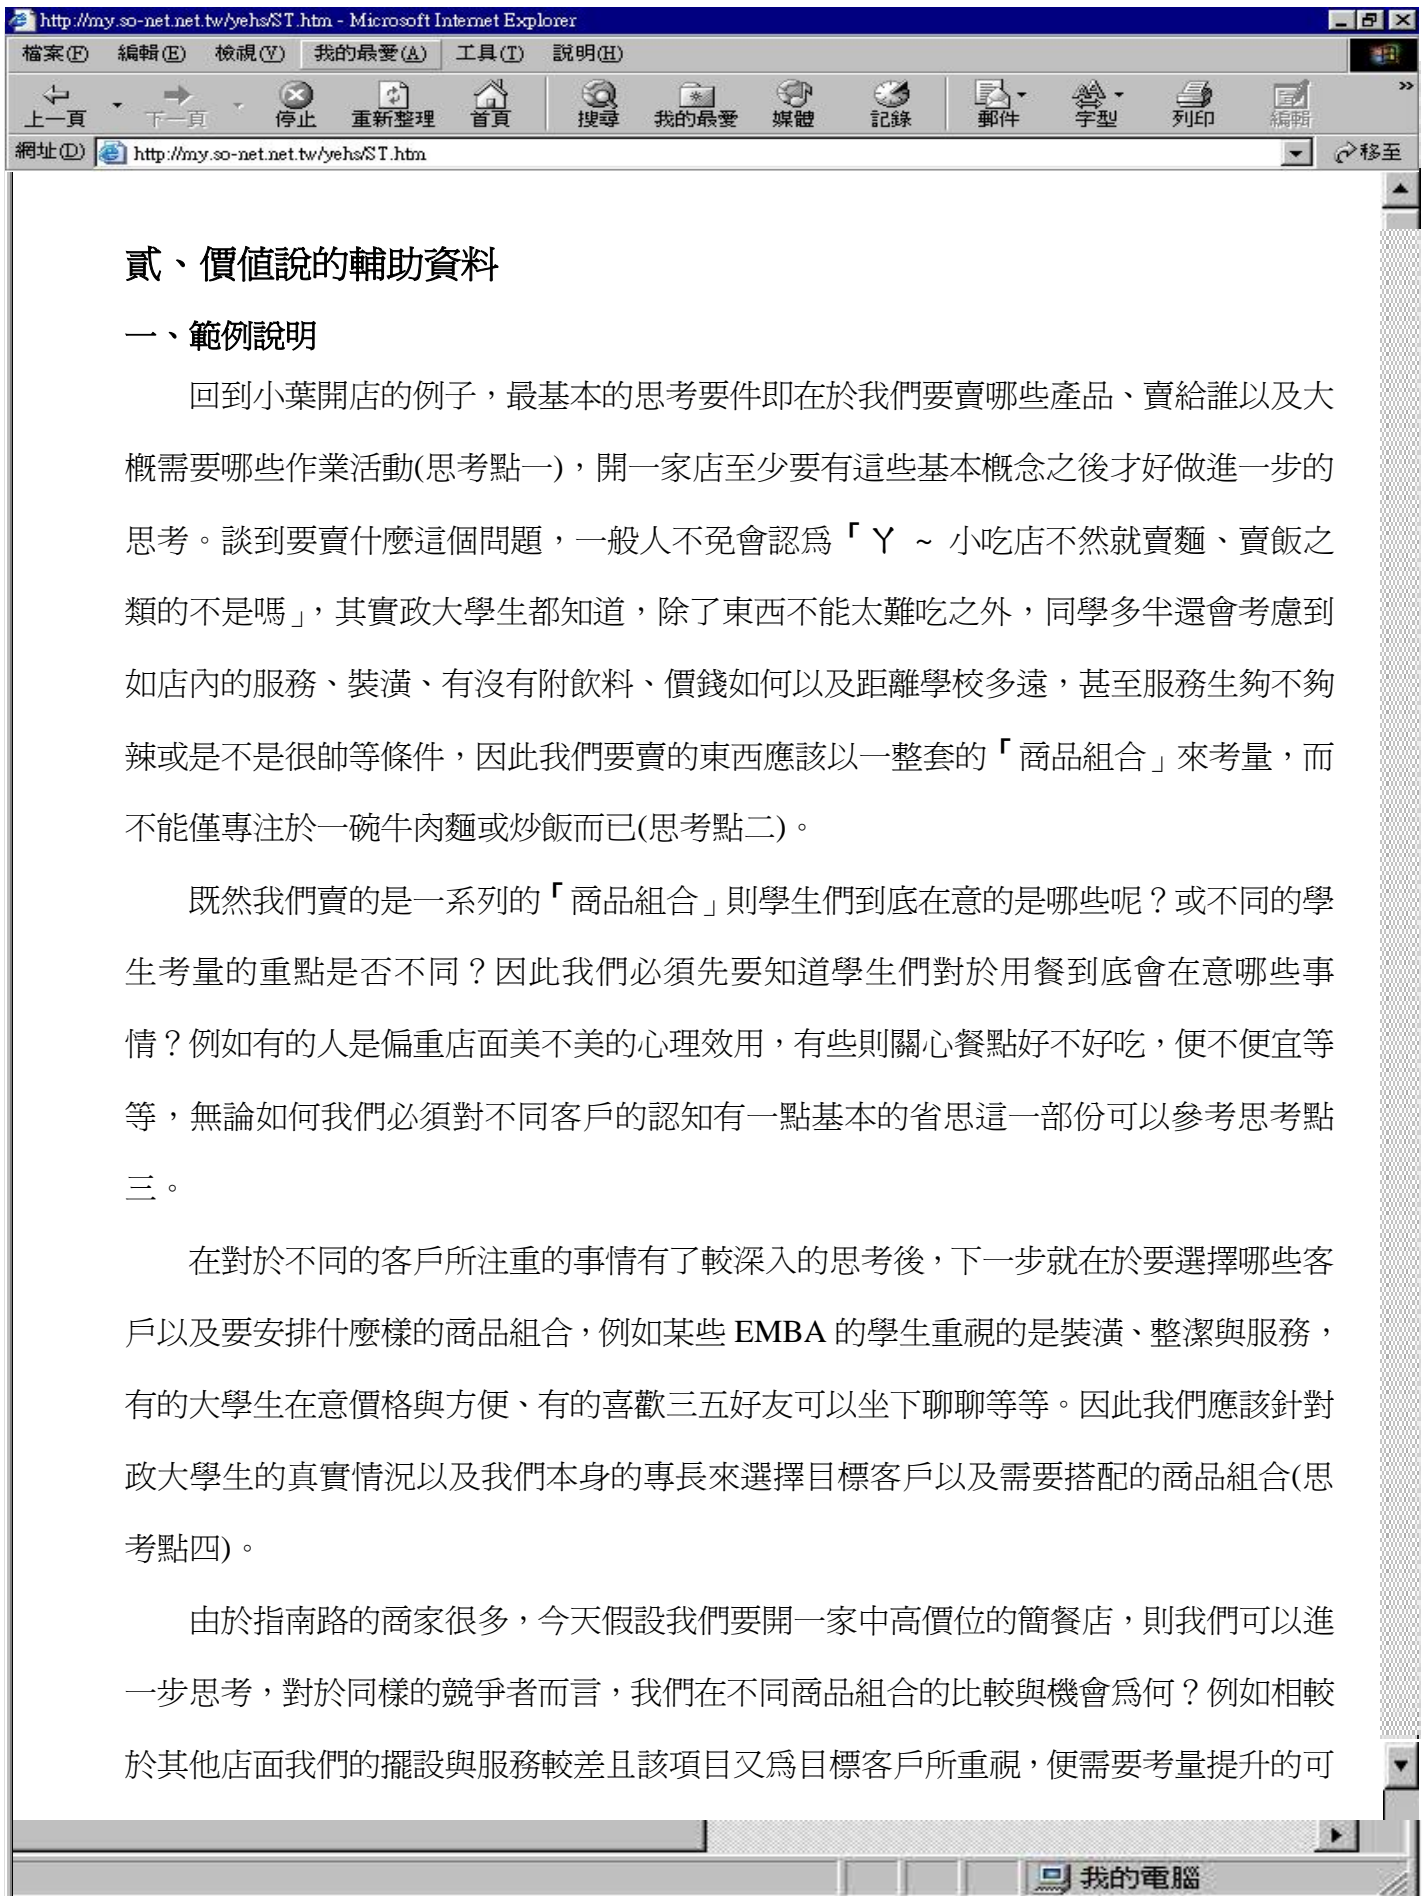 http://my.so-net.net.tw/yehs/ST.htm - Microsoft Internet Explorer
檔案(F) 編輯(E) 檢視(V) 我的最愛(A) 工具(T) 說明(H)
上一頁 下一頁 停止 重新整理 首頁 搜尋 我的最愛 媒體 記錄 郵件 字型 列印 編輯 »
網址(D) http://my.so-net.net.tw/yehs/ST.htm 移至
貳、價值說的輔助資料
一、範例說明
回到小葉開店的例子，最基本的思考要件即在於我們要賣哪些產品、賣給誰以及大
概需要哪些作業活動(思考點一)，開一家店至少要有這些基本概念之後才好做進一步的
思考。談到要賣什麼這個問題，一般人不免會認為「ㄚ ~ 小吃店不然就賣麵、賣飯之
類的不是嗎」，其實政大學生都知道，除了東西不能太難吃之外，同學多半還會考慮到
如店內的服務、裝潢、有沒有附飲料、價錢如何以及距離學校多遠，甚至服務生夠不夠
辣或是不是很帥等條件，因此我們要賣的東西應該以一整套的「商品組合」來考量，而
不能僅專注於一碗牛肉麵或炒飯而已(思考點二)。
既然我們賣的是一系列的「商品組合」則學生們到底在意的是哪些呢？或不同的學
生考量的重點是否不同？因此我們必須先要知道學生們對於用餐到底會在意哪些事
情？例如有的人是偏重店面美不美的心理效用，有些則關心餐點好不好吃，便不便宜等
等，無論如何我們必須對不同客戶的認知有一點基本的省思這一部份可以參考思考點
三。
在對於不同的客戶所注重的事情有了較深入的思考後，下一步就在於要選擇哪些客
戶以及要安排什麼樣的商品組合，例如某些 EMBA 的學生重視的是裝潢、整潔與服務，
有的大學生在意價格與方便、有的喜歡三五好友可以坐下聊聊等等。因此我們應該針對
政大學生的真實情況以及我們本身的專長來選擇目標客戶以及需要搭配的商品組合(思
考點四)。
由於指南路的商家很多，今天假設我們要開一家中高價位的簡餐店，則我們可以進
一步思考，對於同樣的競爭者而言，我們在不同商品組合的比較與機會為何？例如相較
於其他店面我們的擺設與服務較差且該項目又為目標客戶所重視，便需要考量提升的可
我的電腦